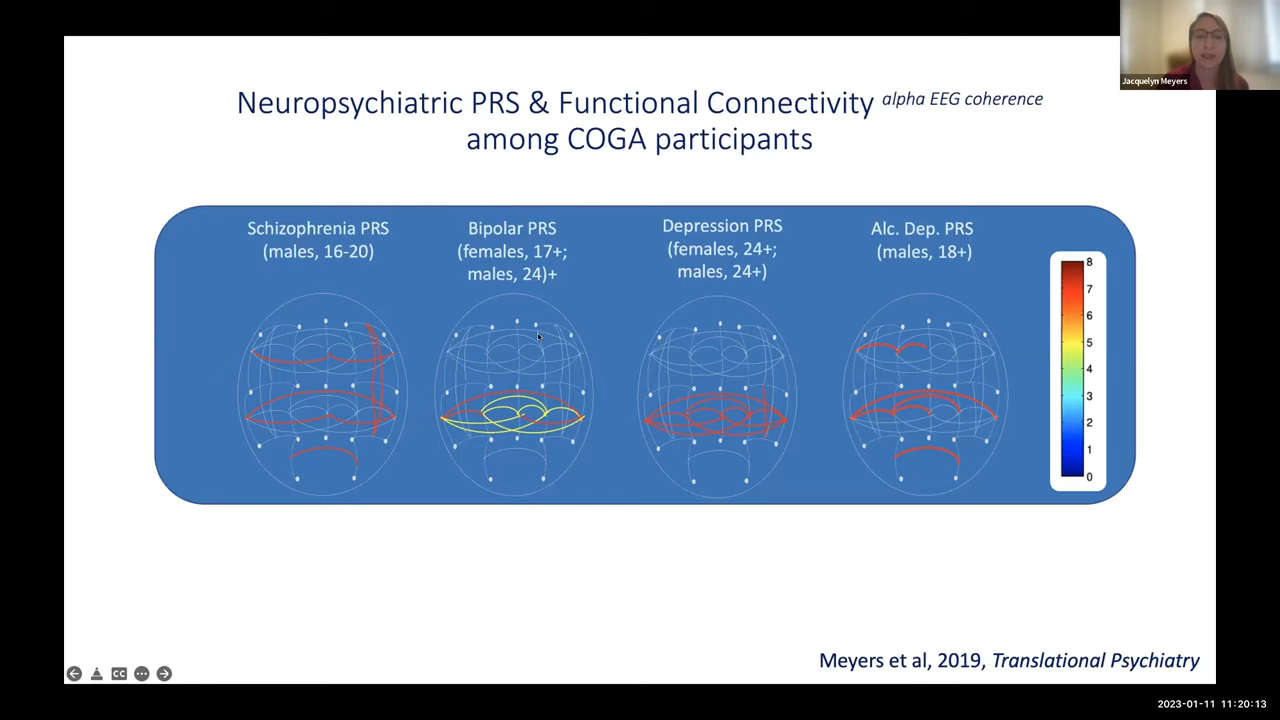 Jacquelyn Meyers
Neuropsychiatric PRS & Functional Connectivity alpha EEG coherence
among COGA participants
Schizophrenia PRS
(males, 16-20)
Bipolar PRS
(females, 17+;
males, 24)+
Depression PRS
(females, 24+;
males, 24+)
Alc. Dep. PRS
(males, 18+)
8
7
6
5
4
3
2
1
0
Meyers et al, 2019, Translational Psychiatry
CC
2023-01-11 11:20:13